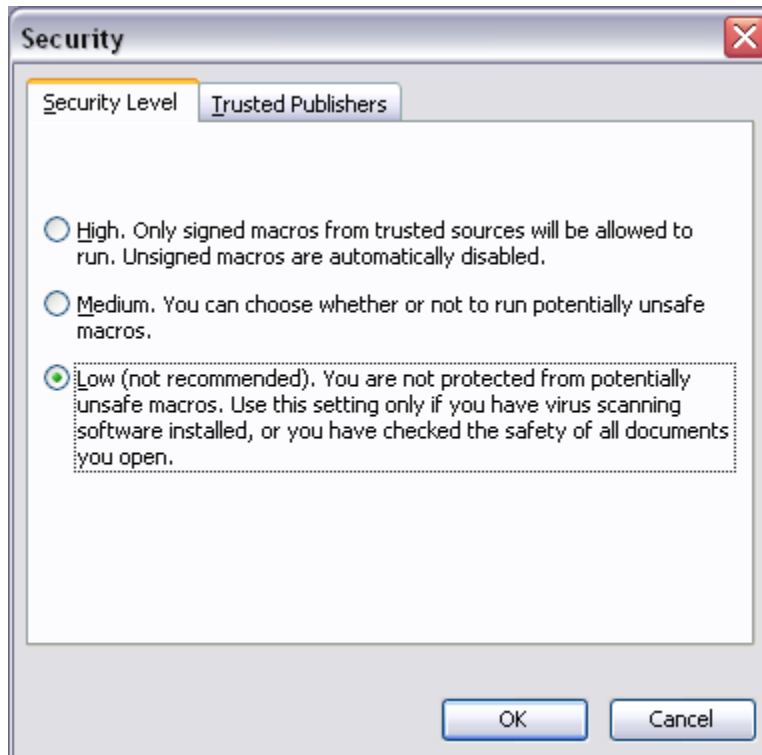 Security
Security Level
Trusted Publishers
High. Only signed macros from trusted sources will be allowed to
run. Unsigned macros are automatically disabled.
Medium. You can choose whether or not to run potentially unsafe
macros.
Low (not recommended). You are not protected from potentially
unsafe macros. Use this setting only if you have virus scanning
software installed, or you have checked the safety of all documents
you open.
OK
Cancel